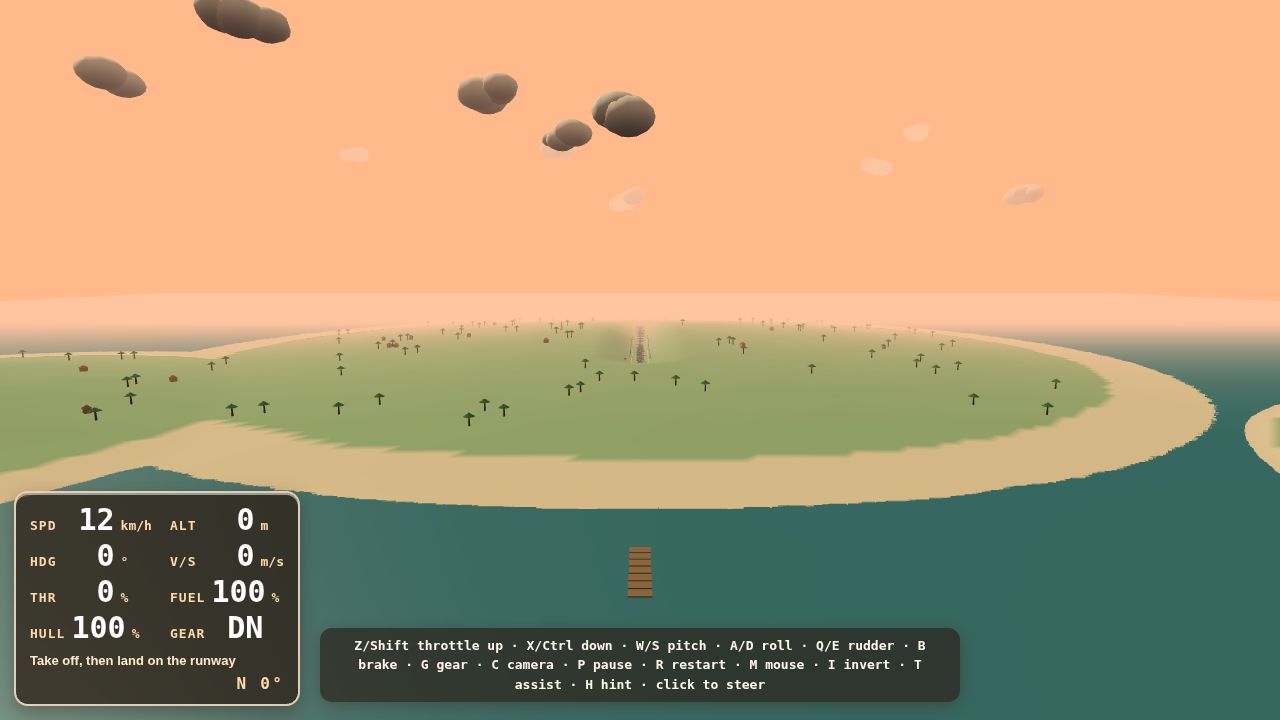 SPD 12 km/h ALT 0 m
HDG 0 ° V/S 0 m/s
THR 0 % FUEL 100 %
HULL 100 % GEAR DN
Take off, then land on the runway
N 0°
Z/Shift throttle up · X/Ctrl down · W/S pitch · A/D roll · Q/E rudder · B
brake · G gear · C camera · P pause · R restart · M mouse · I invert · T
assist · H hint · click to steer